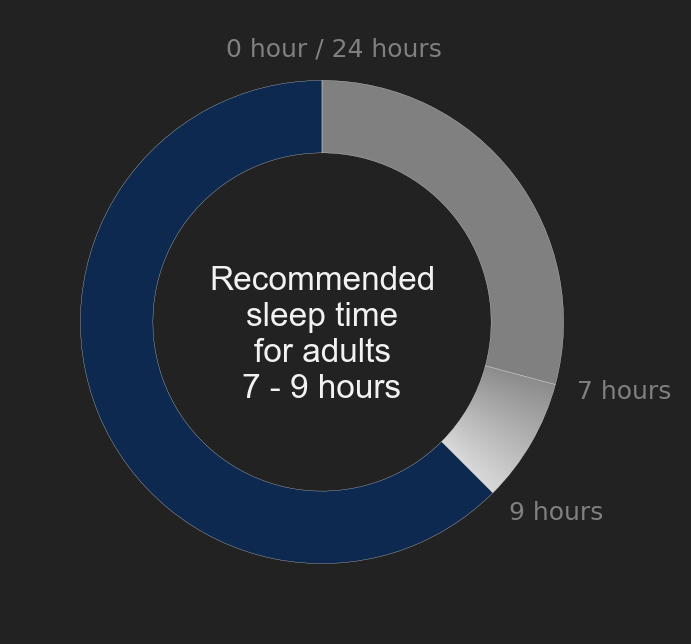 0 hour / 24 hours
Recommended
sleep time
for adults
7 - 9 hours
7 hours
9 hours